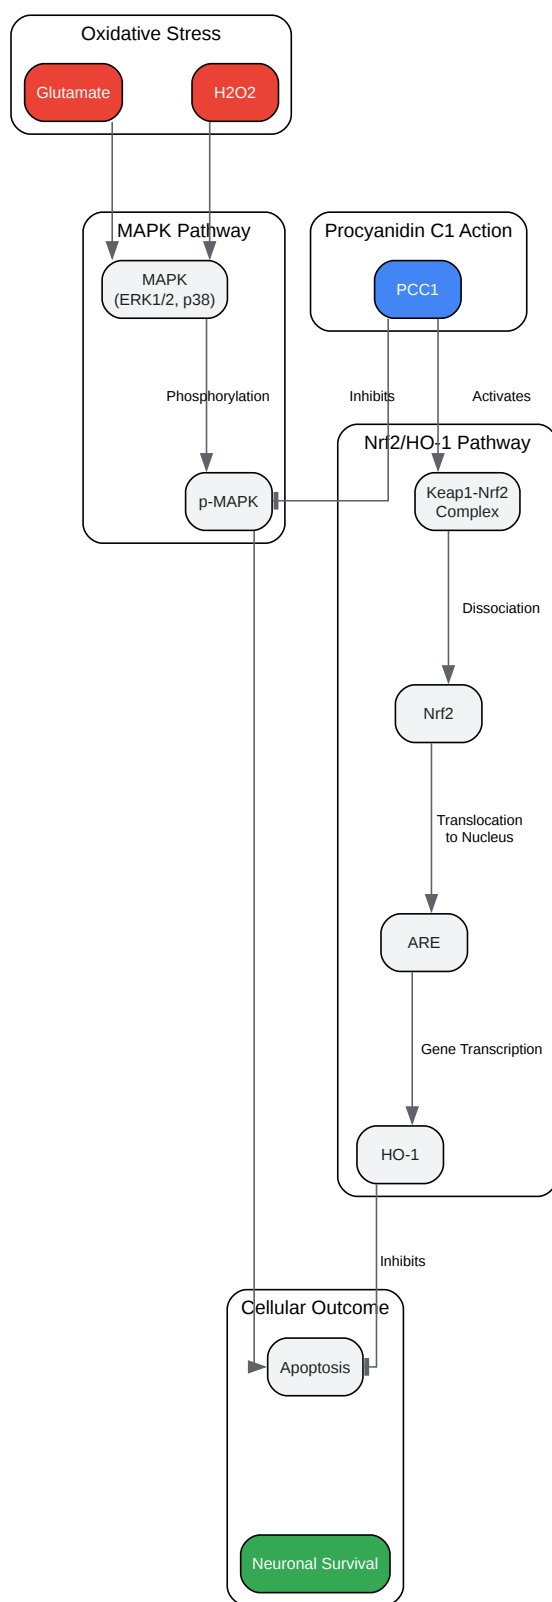 Oxidative Stress
Glutamate
H2O2
MAPK Pathway
Procyanidin C1 Action
MAPK
(ERK1/2, p38)
PCC1
Phosphorylation
Inhibits
Activates
Nrf2/HO-1 Pathway
p-MAPK
Keap1-Nrf2
Complex
Dissociation
Nrf2
Translocation
to Nucleus
ARE
Gene Transcription
HO-1
Inhibits
Cellular Outcome
Apoptosis
Neuronal Survival